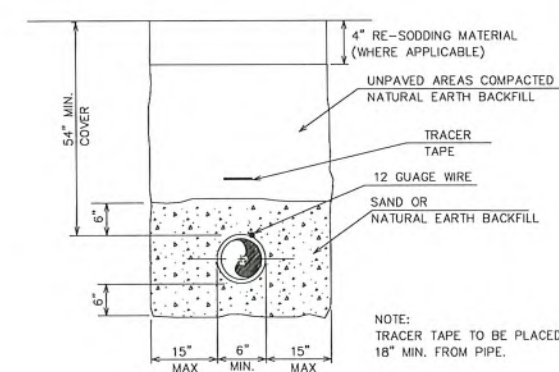 4" RE-SODDING MATERIAL
(WHERE APPLICABLE)
UNPAVED AREAS COMPACTED
NATURAL EARTH BACKFILL
54" MIN.
COVER
TRACER
TAPE
12 GUAGE WIRE
SAND OR
NATURAL EARTH BACKFILL
6"
6"
NOTE:
TRACER TAPE TO BE PLACED
18" MIN. FROM PIPE.
15"
MAX
6"
MIN.
15"
MAX